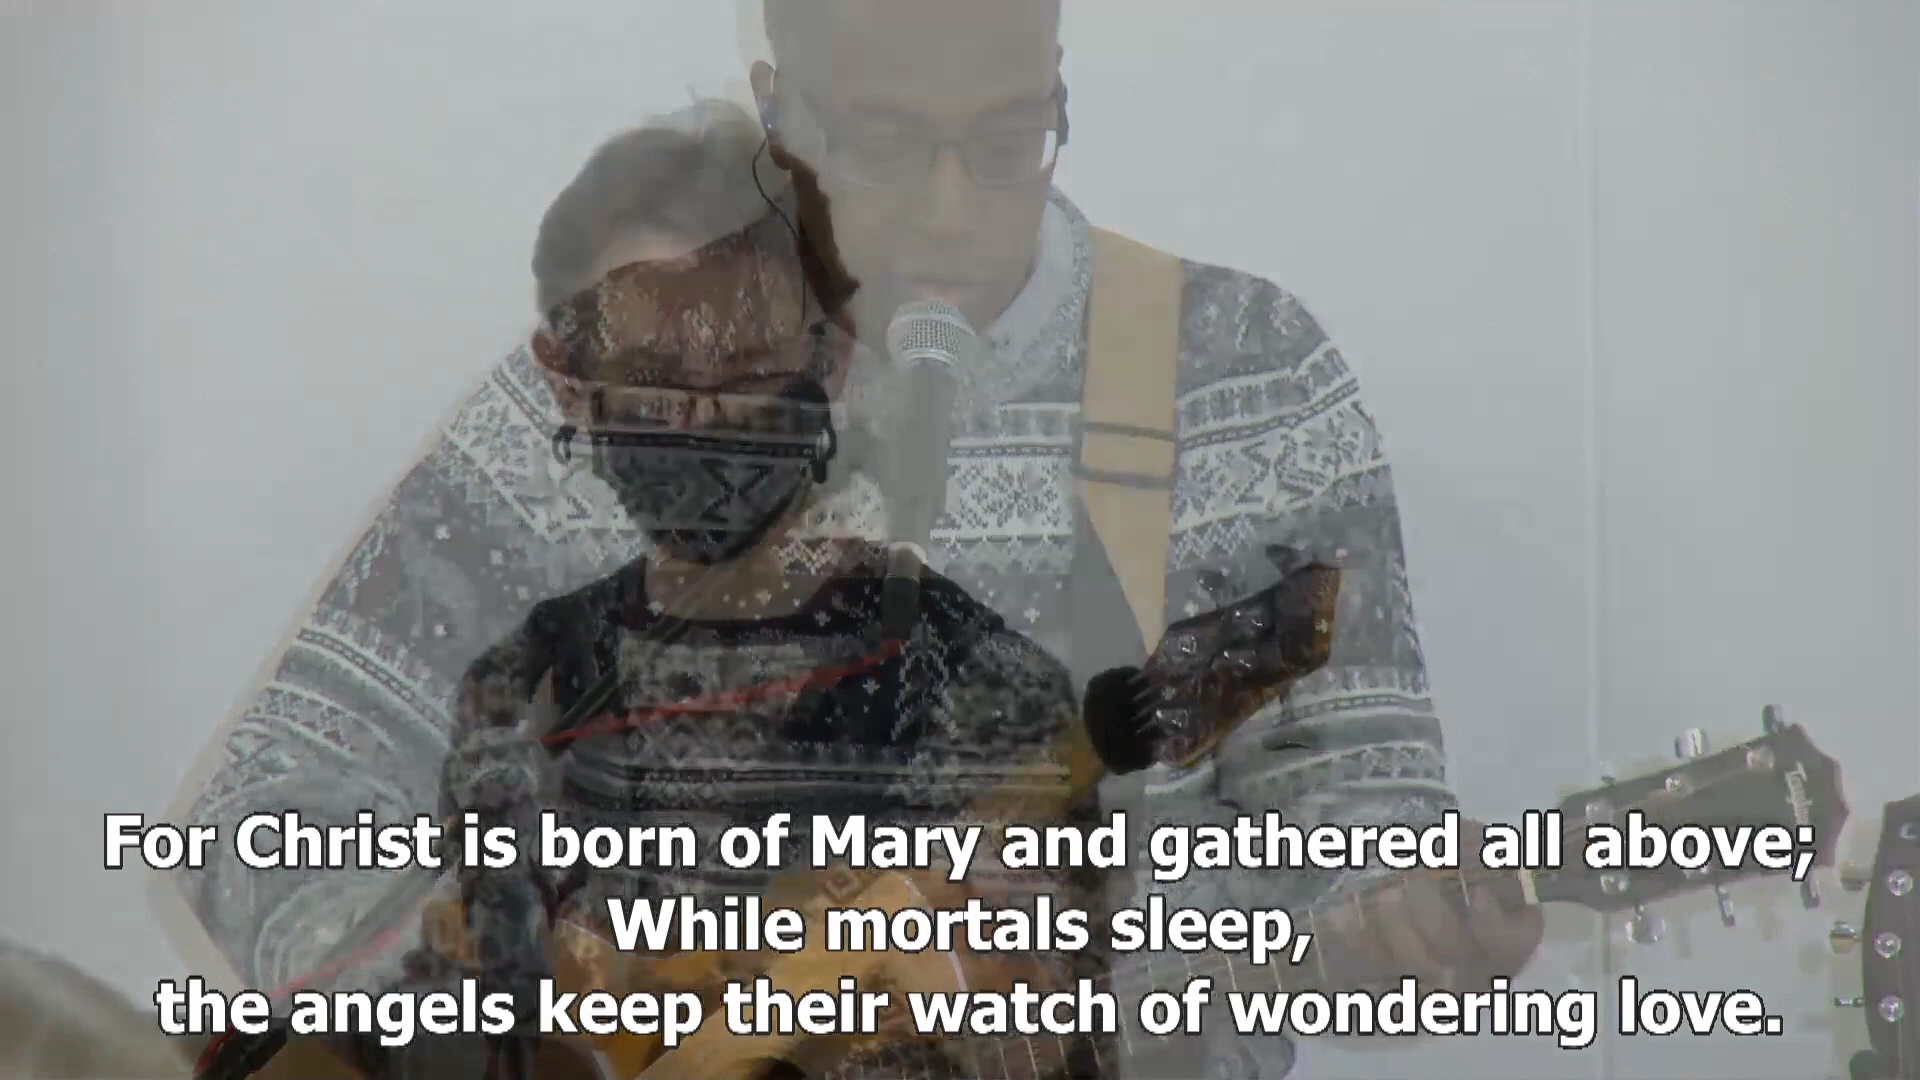 For Christ is born of Mary and gathered all above;
While mortals sleep,
the angels keep their watch of wondering love.